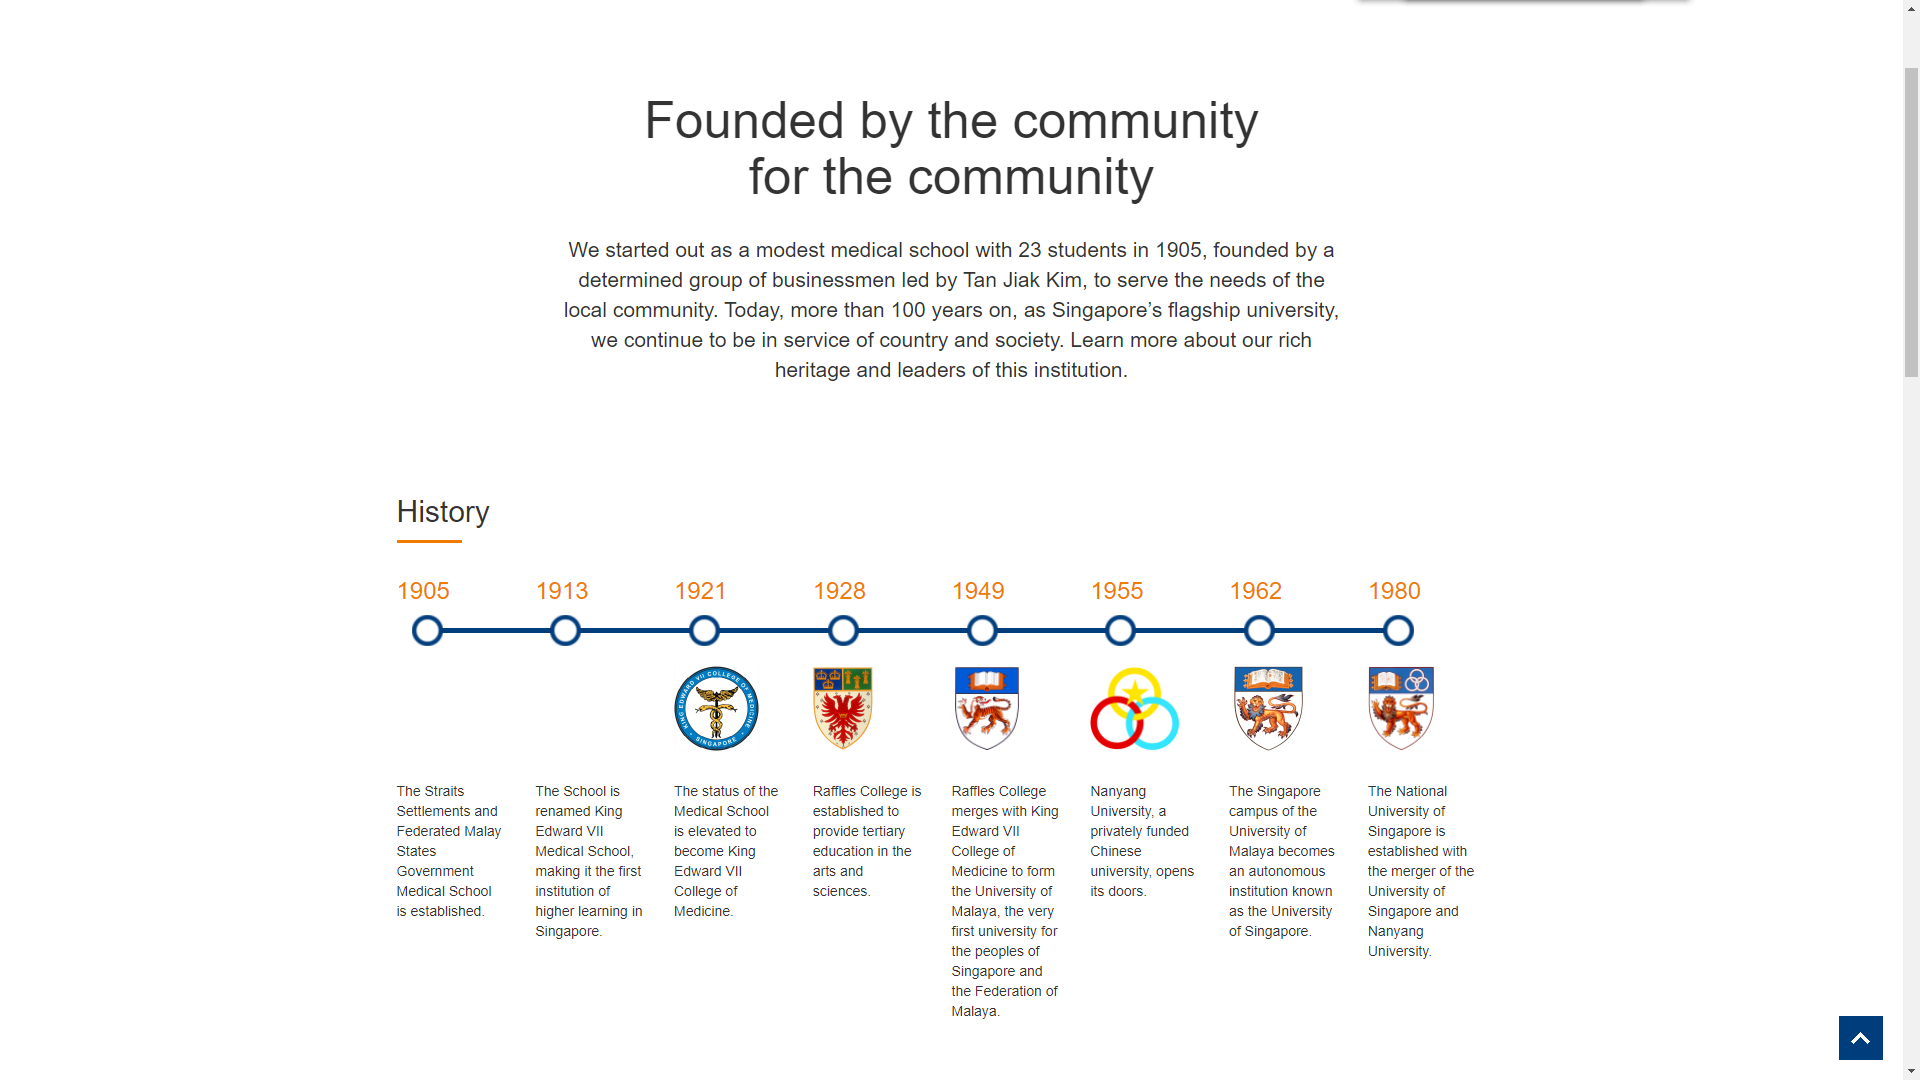 Founded by the community
for the community
We started out as a modest medical school with 23 students in 1905, founded by a
determined group of businessmen led by Tan Jiak Kim, to serve the needs of the
local community. Today, more than 100 years on, as Singapore’s flagship university,
we continue to be in service of country and society. Learn more about our rich
heritage and leaders of this institution.
History
1905
1913
1921
1928
1949
1955
1962
1980
KING EDWARD VII COLLEGE OF MEDICINE
SINGAPORE
The Straits
Settlements and
Federated Malay
States
Government
Medical School
is established.
The School is
renamed King
Edward VII
Medical School,
making it the first
institution of
higher learning in
Singapore.
The status of the
Medical School
is elevated to
become King
Edward VII
College of
Medicine.
Raffles College is
established to
provide tertiary
education in the
arts and
sciences.
Raffles College
merges with King
Edward VII
College of
Medicine to form
the University of
Malaya, the very
first university for
the peoples of
Singapore and
the Federation of
Malaya.
Nanyang
University, a
privately funded
Chinese
university, opens
its doors.
The Singapore
campus of the
University of
Malaya becomes
an autonomous
institution known
as the University
of Singapore.
The National
University of
Singapore is
established with
the merger of the
University of
Singapore and
Nanyang
University.